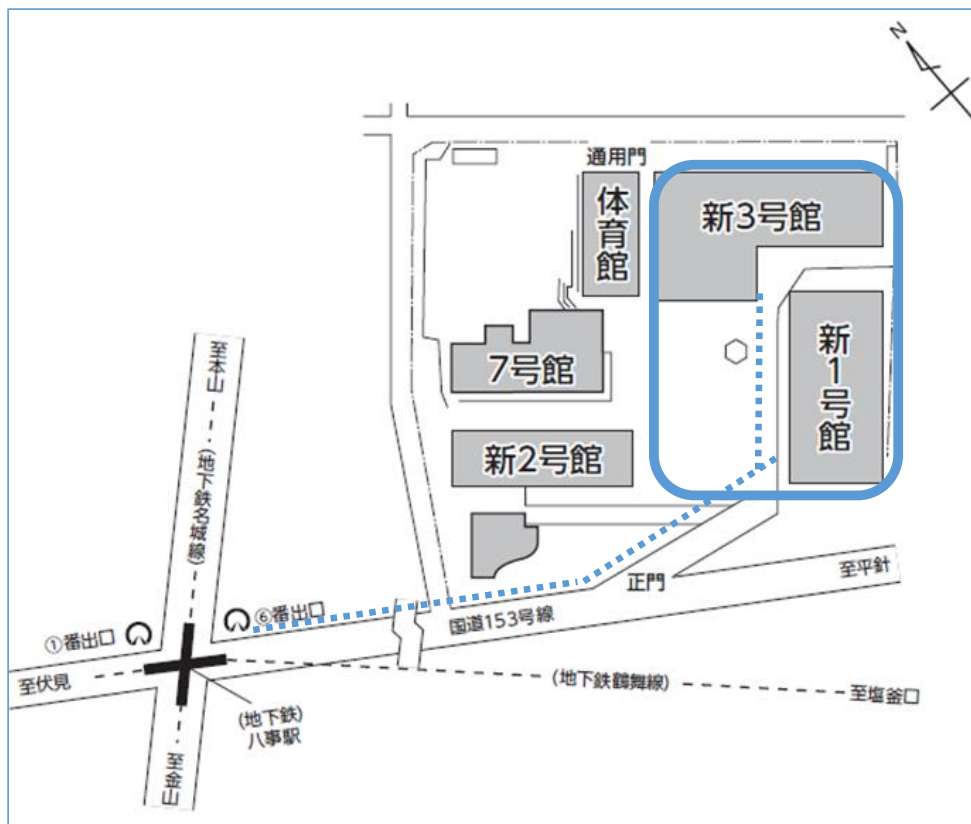 N
通用門
体育館
新3号館
新1号館
7号館
新2号館
至本山
(地下鉄名城線)
正門
至平針
①番出口
⑥番出口
国道153号線
至伏見
(地下鉄鶴舞線)
至塩釜口
(地下鉄)
八事駅
至金山